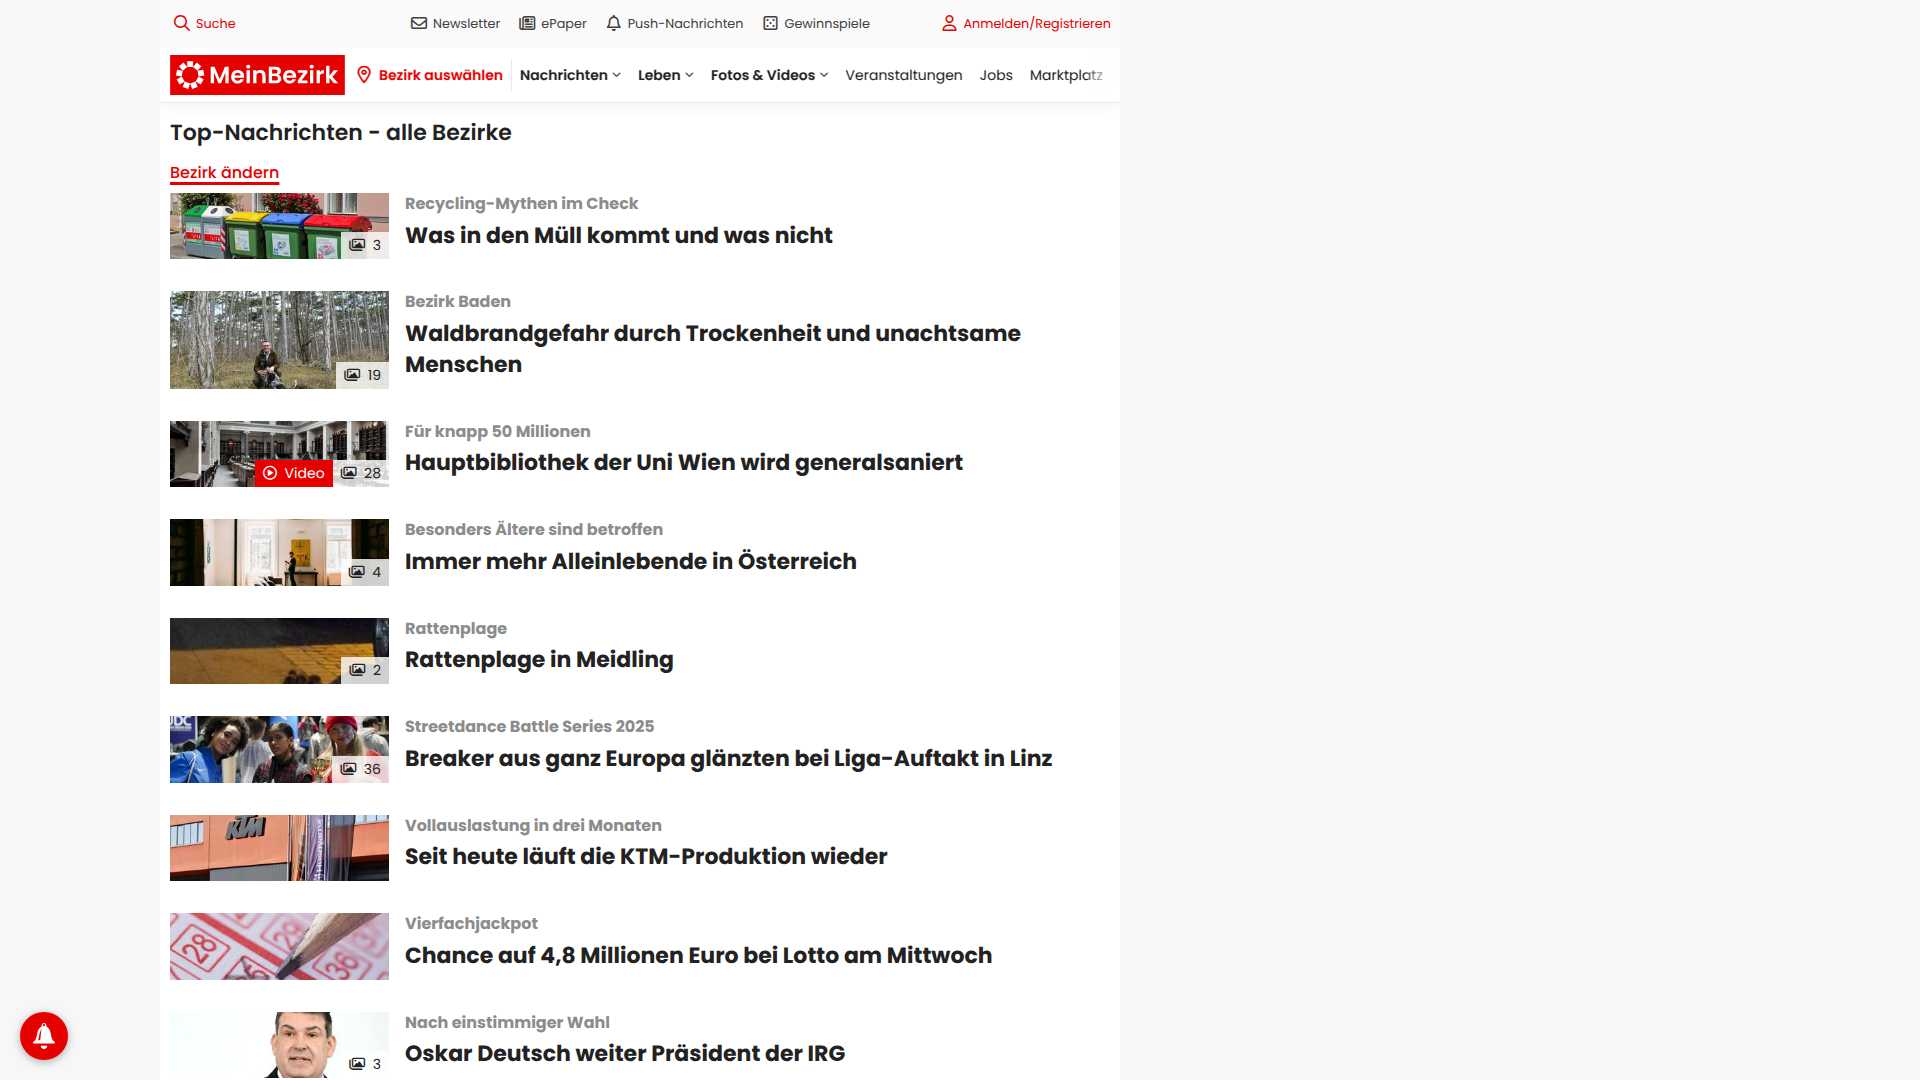 Suche
Newsletter
ePaper
Push-Nachrichten
Gewinnspiele
Anmelden/Registrieren
MeinBezirk
Bezirk auswählen
Nachrichten
Leben
Fotos & Videos
Veranstaltungen
Jobs
Marktplatz
Top-Nachrichten - alle Bezirke
Bezirk ändern
3
Recycling-Mythen im Check
Was in den Müll kommt und was nicht
19
Bezirk Baden
Waldbrandgefahr durch Trockenheit und unachtsame
Menschen
Video
28
Für knapp 50 Millionen
Hauptbibliothek der Uni Wien wird generalsaniert
4
Besonders Ältere sind betroffen
Immer mehr Alleinlebende in Österreich
2
Rattenplage
Rattenplage in Meidling
36
Streetdance Battle Series 2025
Breaker aus ganz Europa glänzten bei Liga-Auftakt in Linz
KTM
Vollauslastung in drei Monaten
Seit heute läuft die KTM-Produktion wieder
28
29
36
Vierfachjackpot
Chance auf 4,8 Millionen Euro bei Lotto am Mittwoch
3
Nach einstimmiger Wahl
Oskar Deutsch weiter Präsident der IRG